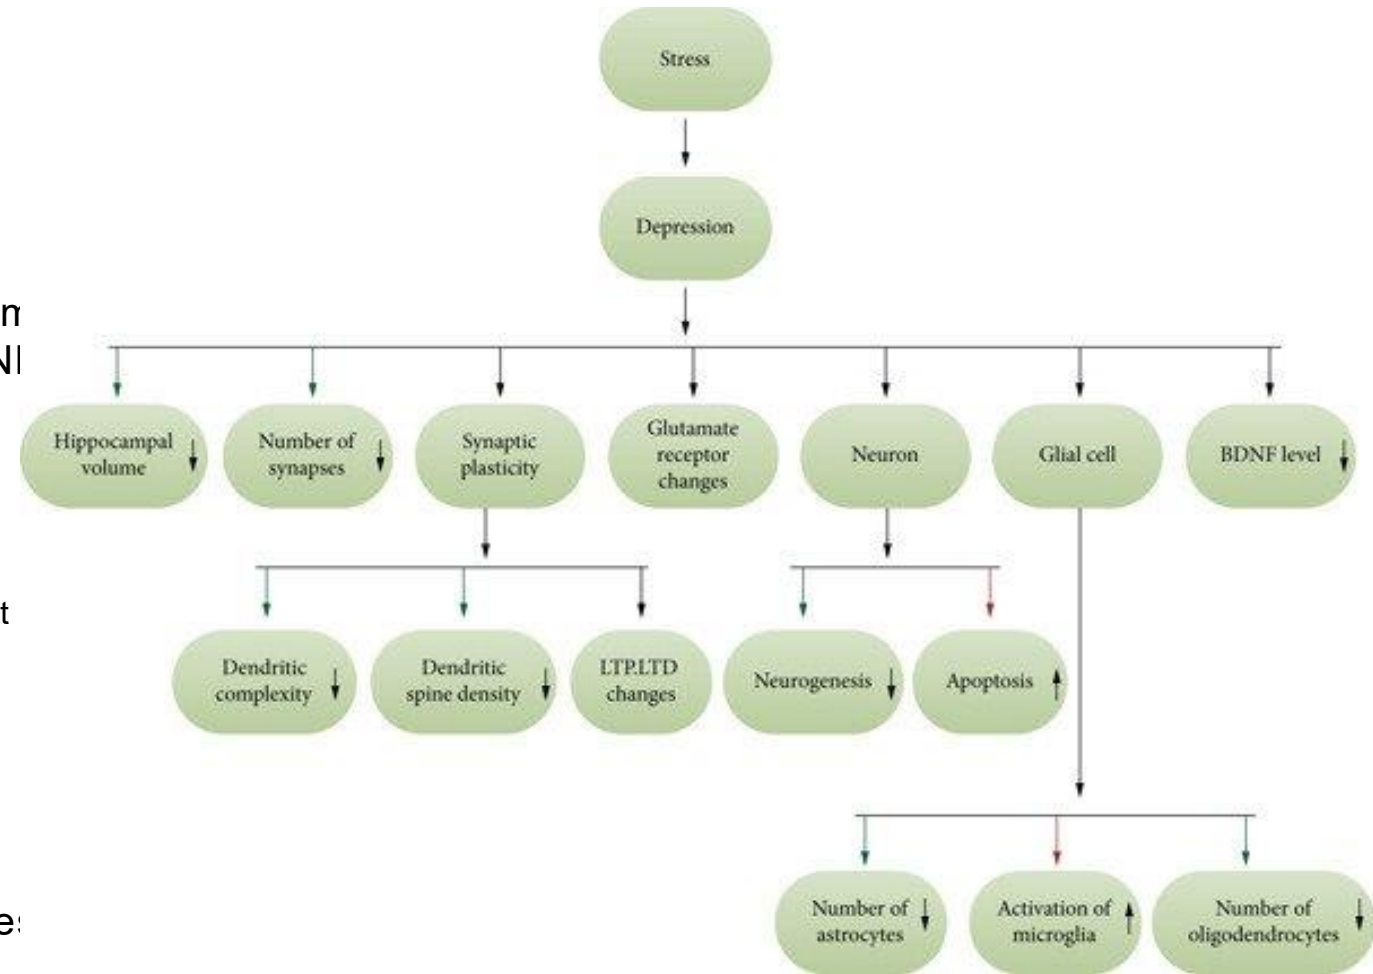 Stress
Depression
m
Hippocampal
volume ↓
Number of
synapses ↓
Synaptic
plasticity
Glutamate
receptor
changes
Neuron
Glial cell
BDNF level ↓
t
Dendritic
complexity ↓
Dendritic
spine density ↓
LTP.LTD
changes
Neurogenesis ↓
Apoptosis ↑
Number of
astrocytes ↓
Activation of
microglia ↑
Number of
oligodendrocytes ↓